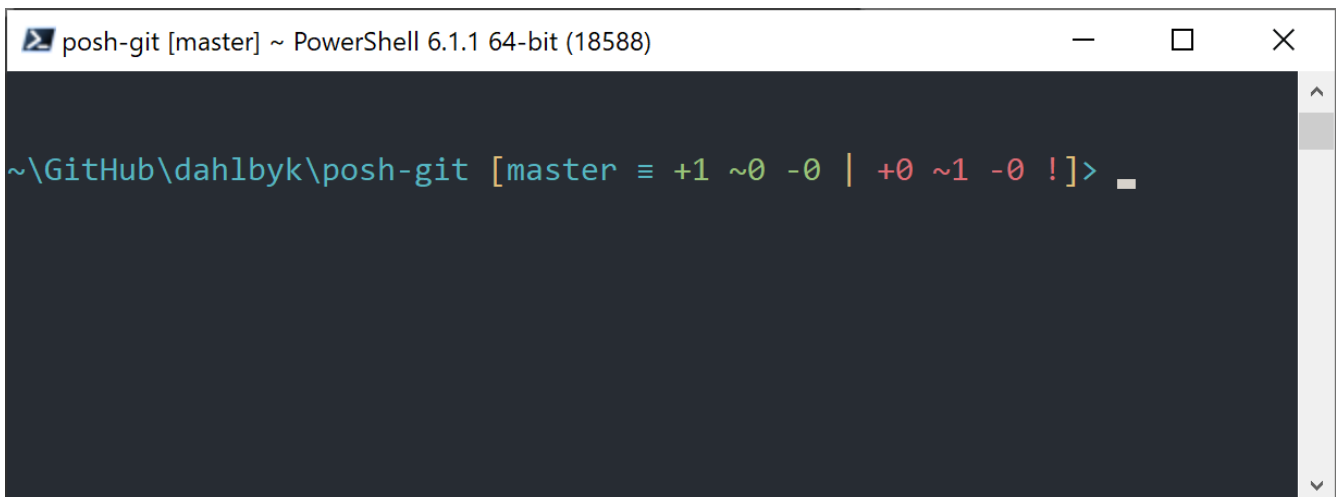 posh-git [master] ~ PowerShell 6.1.1 64-bit (18588)
~\GitHub\dahlbyk\posh-git [master ≡ +1 ~0 -0 | +0 ~1 -0 !]>